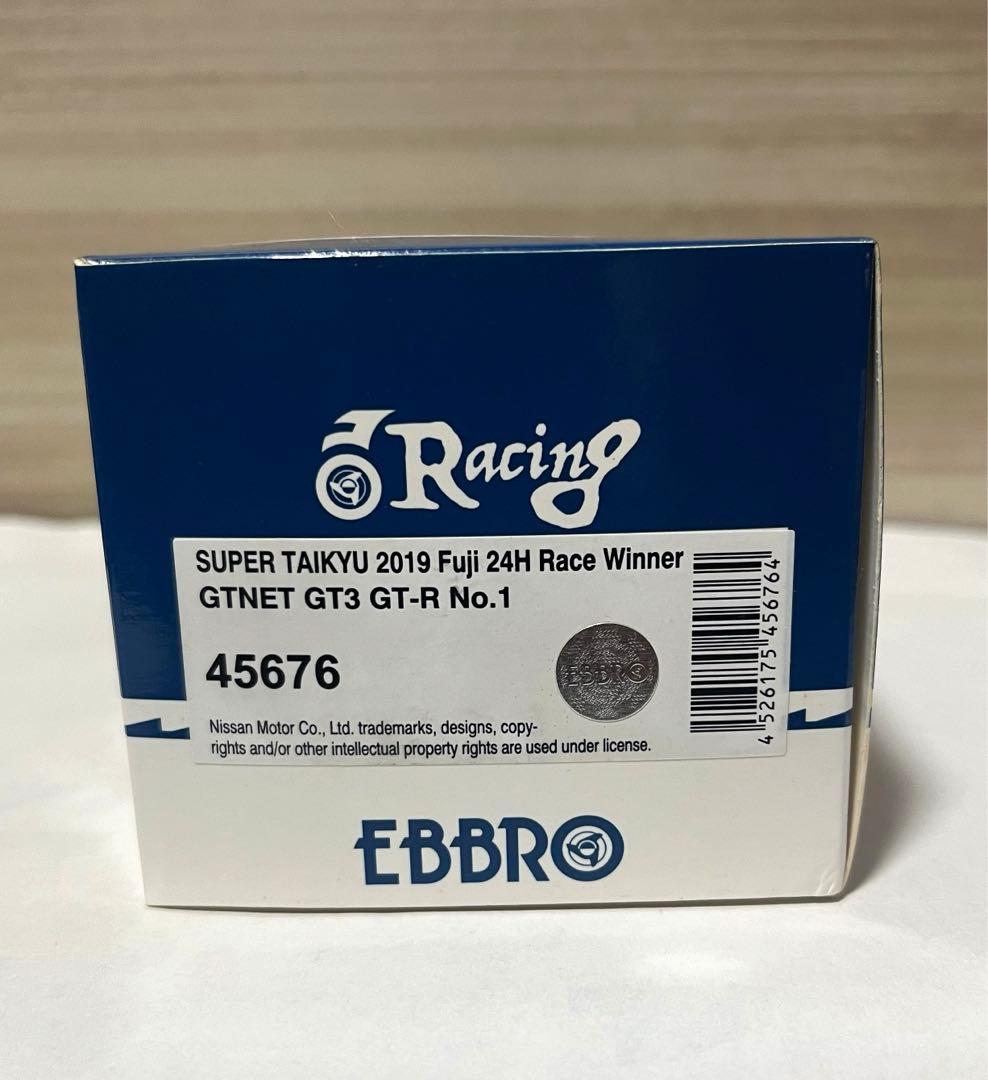 Racing
SUPER TAIKYU 2019 Fuji 24H Race Winner
GTNET GT3 GT-R No.1
45676
EBBRO
Nissan Motor Co., Ltd. trademarks, designs, copy-
rights and/or other intellectual property rights are used under license.
4 526175 456764
EBBRO